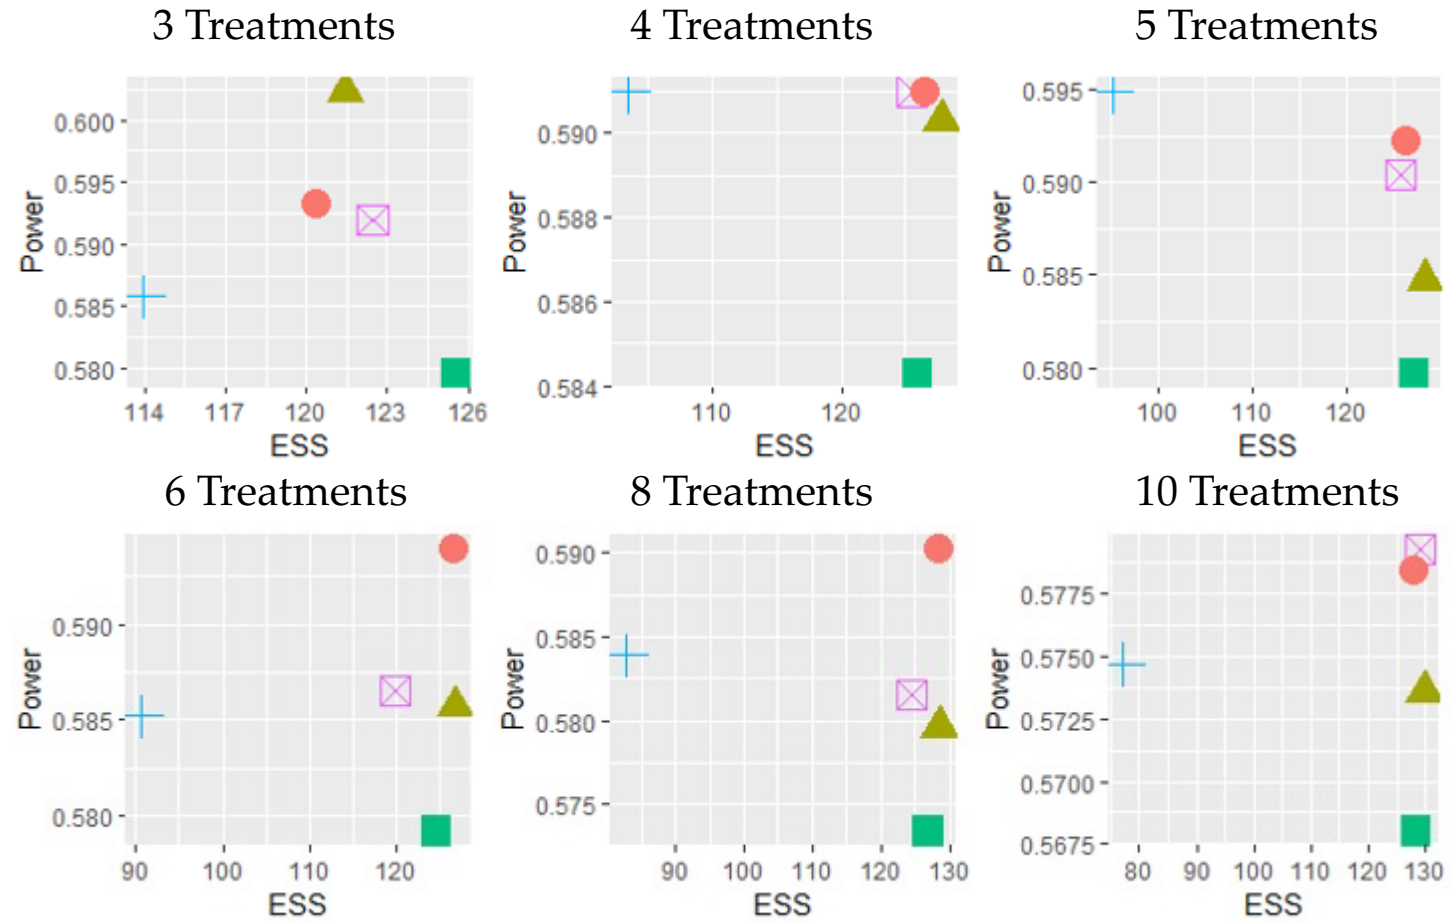 3 Treatments
4 Treatments
5 Treatments
Power
0.600
0.595
0.590
0.585
0.580
114 117 120 123 126
ESS
Power
0.590
0.588
0.586
0.584
110 120
ESS
Power
0.595
0.590
0.585
0.580
100 110 120
ESS
6 Treatments
8 Treatments
10 Treatments
Power
0.590
0.585
0.580
90 100 110 120
ESS
Power
0.590
0.585
0.580
0.575
90 100 110 120 130
ESS
Power
0.5775
0.5750
0.5725
0.5700
0.5675
80 90 100 110 120 130
ESS